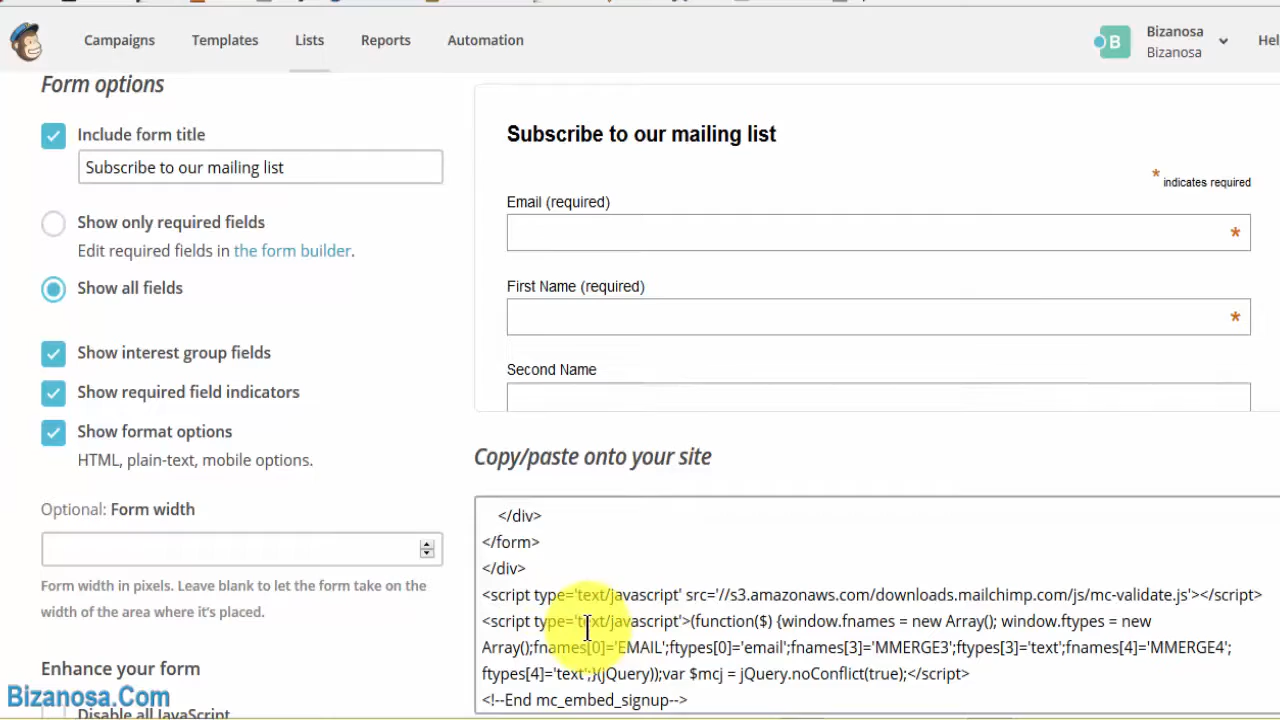 Campaigns Templates Lists Reports Automation
B
Bizanosa
Bizanosa
Hel
Form options
Include form title
Subscribe to our mailing list
Show only required fields
Edit required fields in the form builder.
Show all fields
Show interest group fields
Show required field indicators
Show format options
HTML, plain-text, mobile options.
Optional: Form width
Form width in pixels. Leave blank to let the form take on the
width of the area where it's placed.
Enhance your form
Disable all JavaScript
Subscribe to our mailing list
* indicates required
Email (required)
*
First Name (required)
*
Second Name
Copy/paste onto your site
</div>
</form>
</div>
<script type='text/javascript' src='//s3.amazonaws.com/downloads.mailchimp.com/js/mc-validate.js'></script>
<script type='text/javascript'>(function($) {window.fnames = new Array(); window.ftypes = new
Array();fnames[0]='EMAIL';ftypes[0]='email';fnames[3]='MMERGE3';ftypes[3]='text';fnames[4]='MMERGE4';
ftypes[4]='text';}(jQuery));var $mcj = jQuery.noConflict(true);</script>
<!--End mc_embed_signup-->
Bizanosa.Com